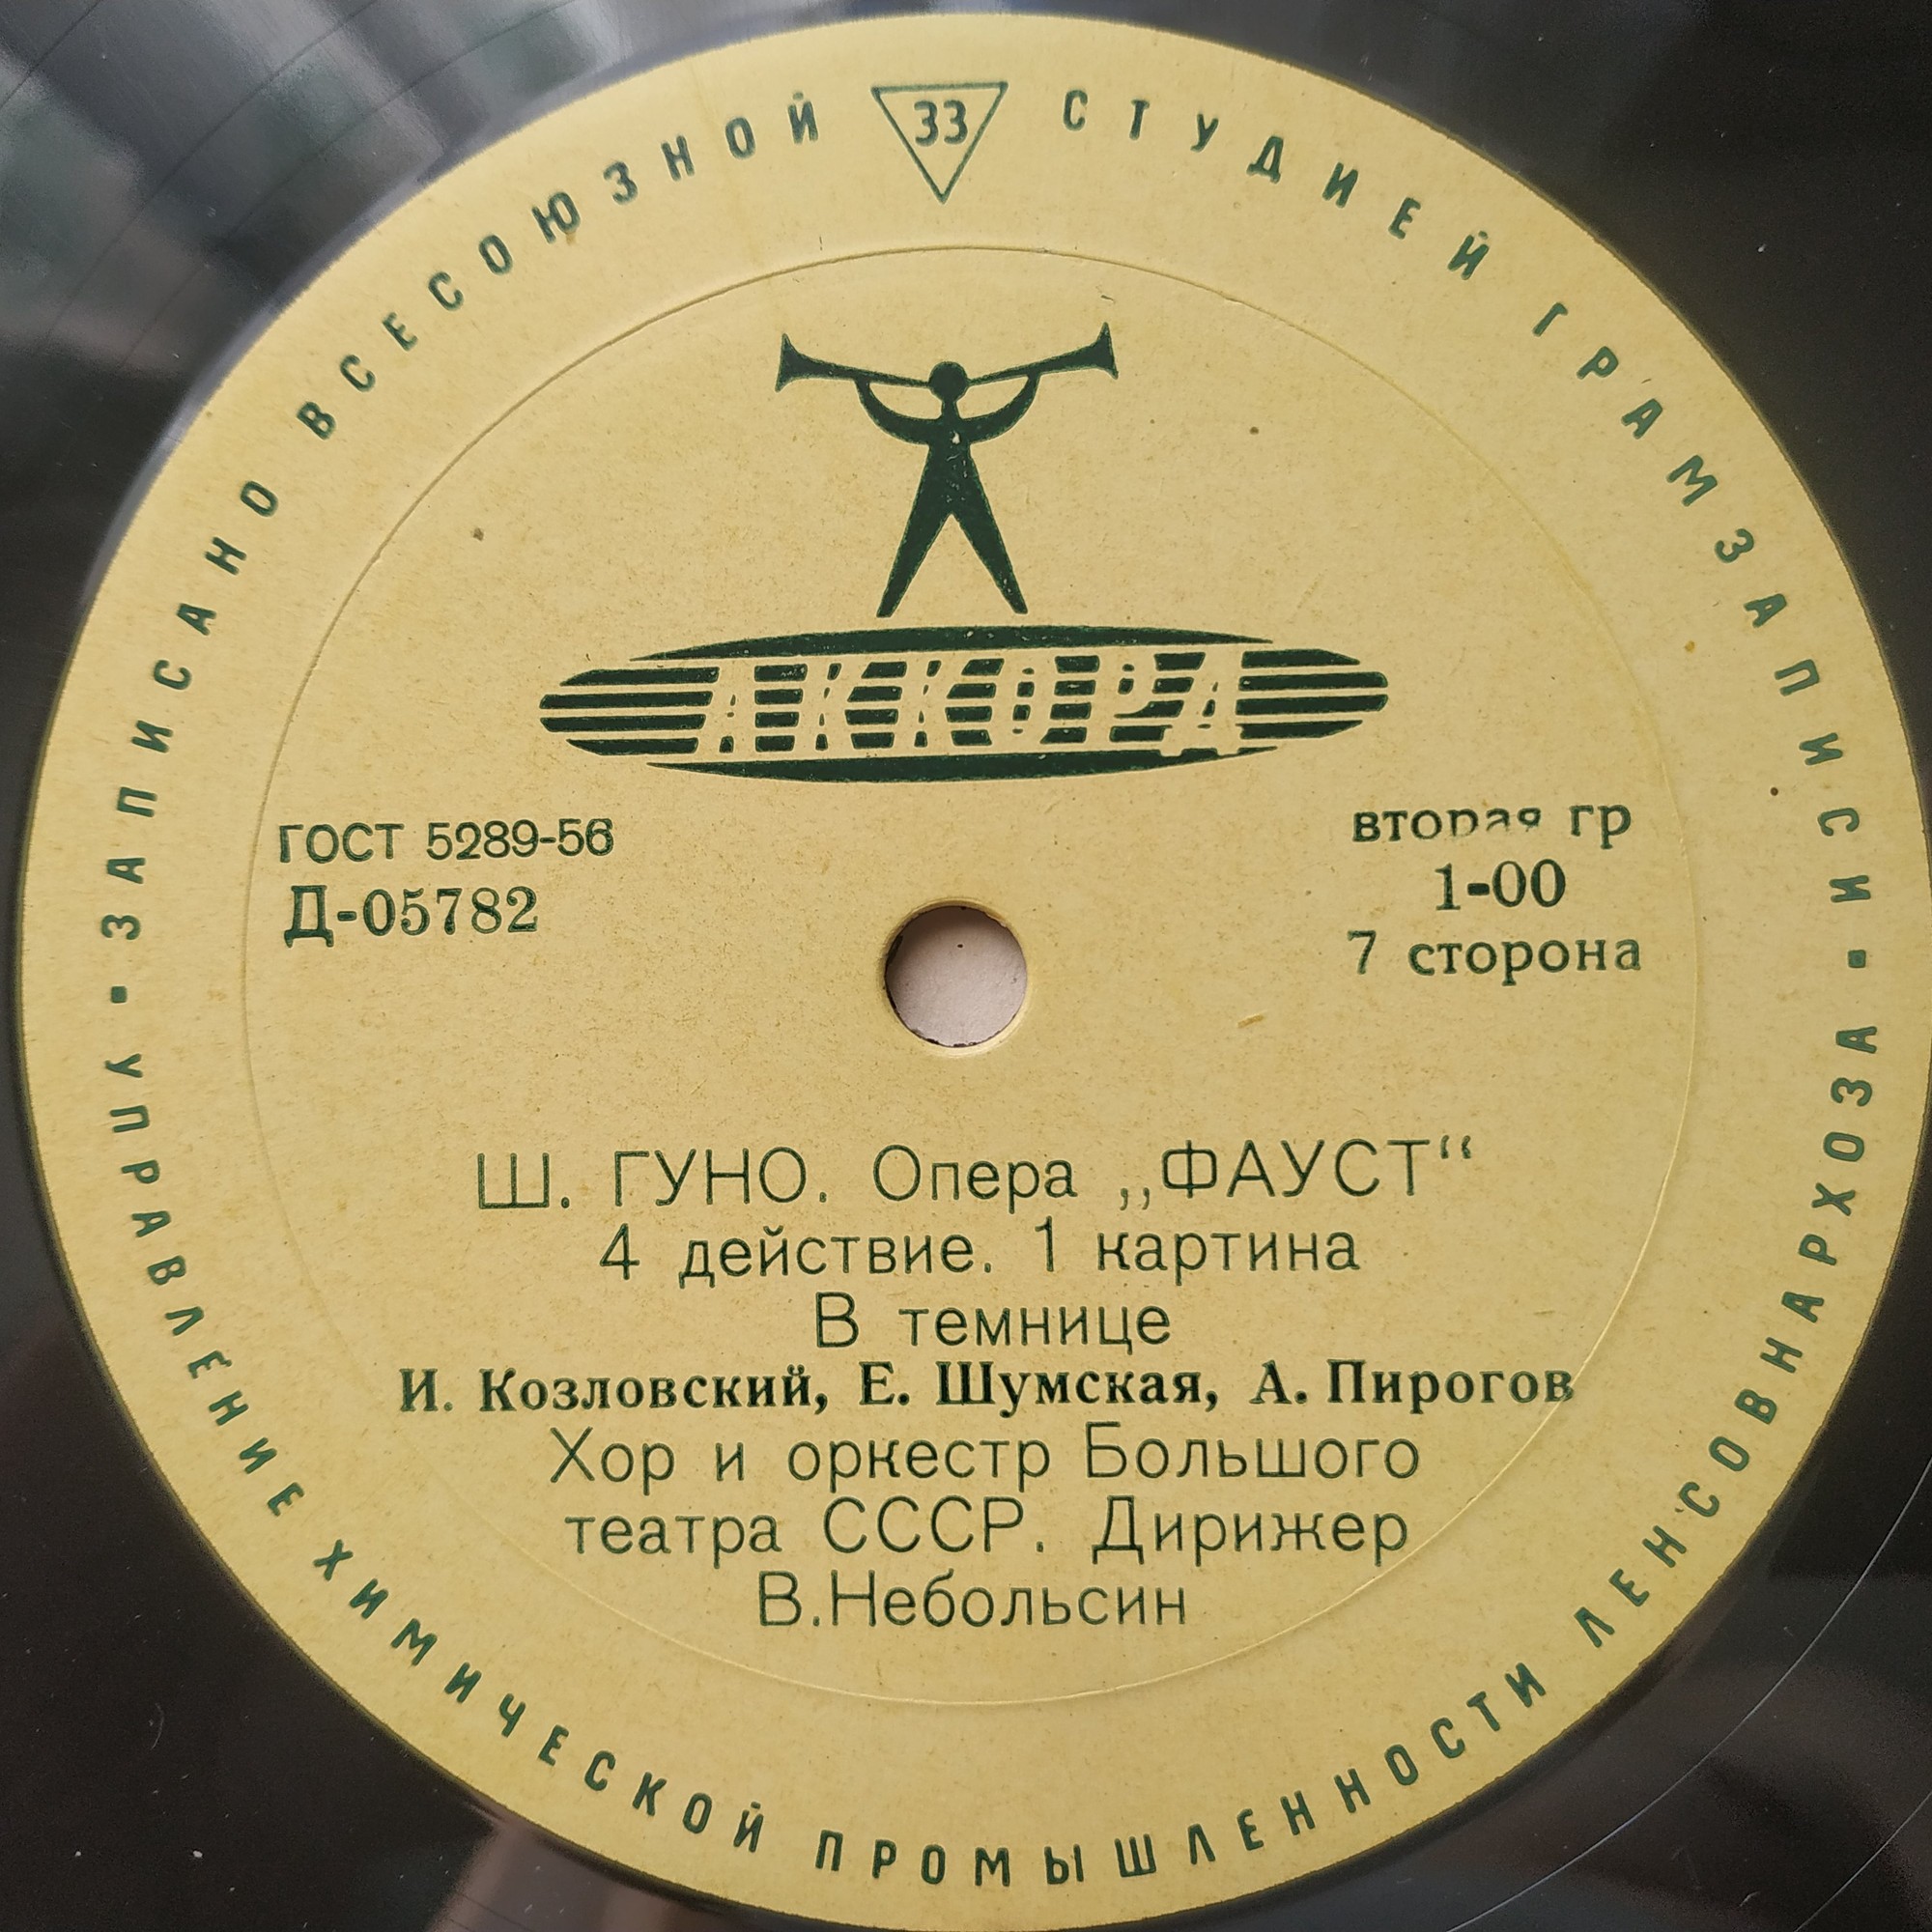 ЗАПИСАНО ВСЕСОЮЗНОЙ СТУДИЕЙ ГРАМЗАПИСИ
33
АККОРД
ГОСТ 5289-56
Д-05782
вторая гр
1-00
7 сторона
Ш. ГУНО. Опера „ФАУСТ“
4 действие. 1 картина
В темнице
И. Козловский, Е. Шумская, А. Пирогов
Хор и оркестр Большого
театра СССР. Дирижер
В.Небольсин
УПРАВЛЕНИЕ ХИМИЧЕСКОЙ ПРОМЫШЛЕННОСТИ ЛЕНСОВНАРХОЗА